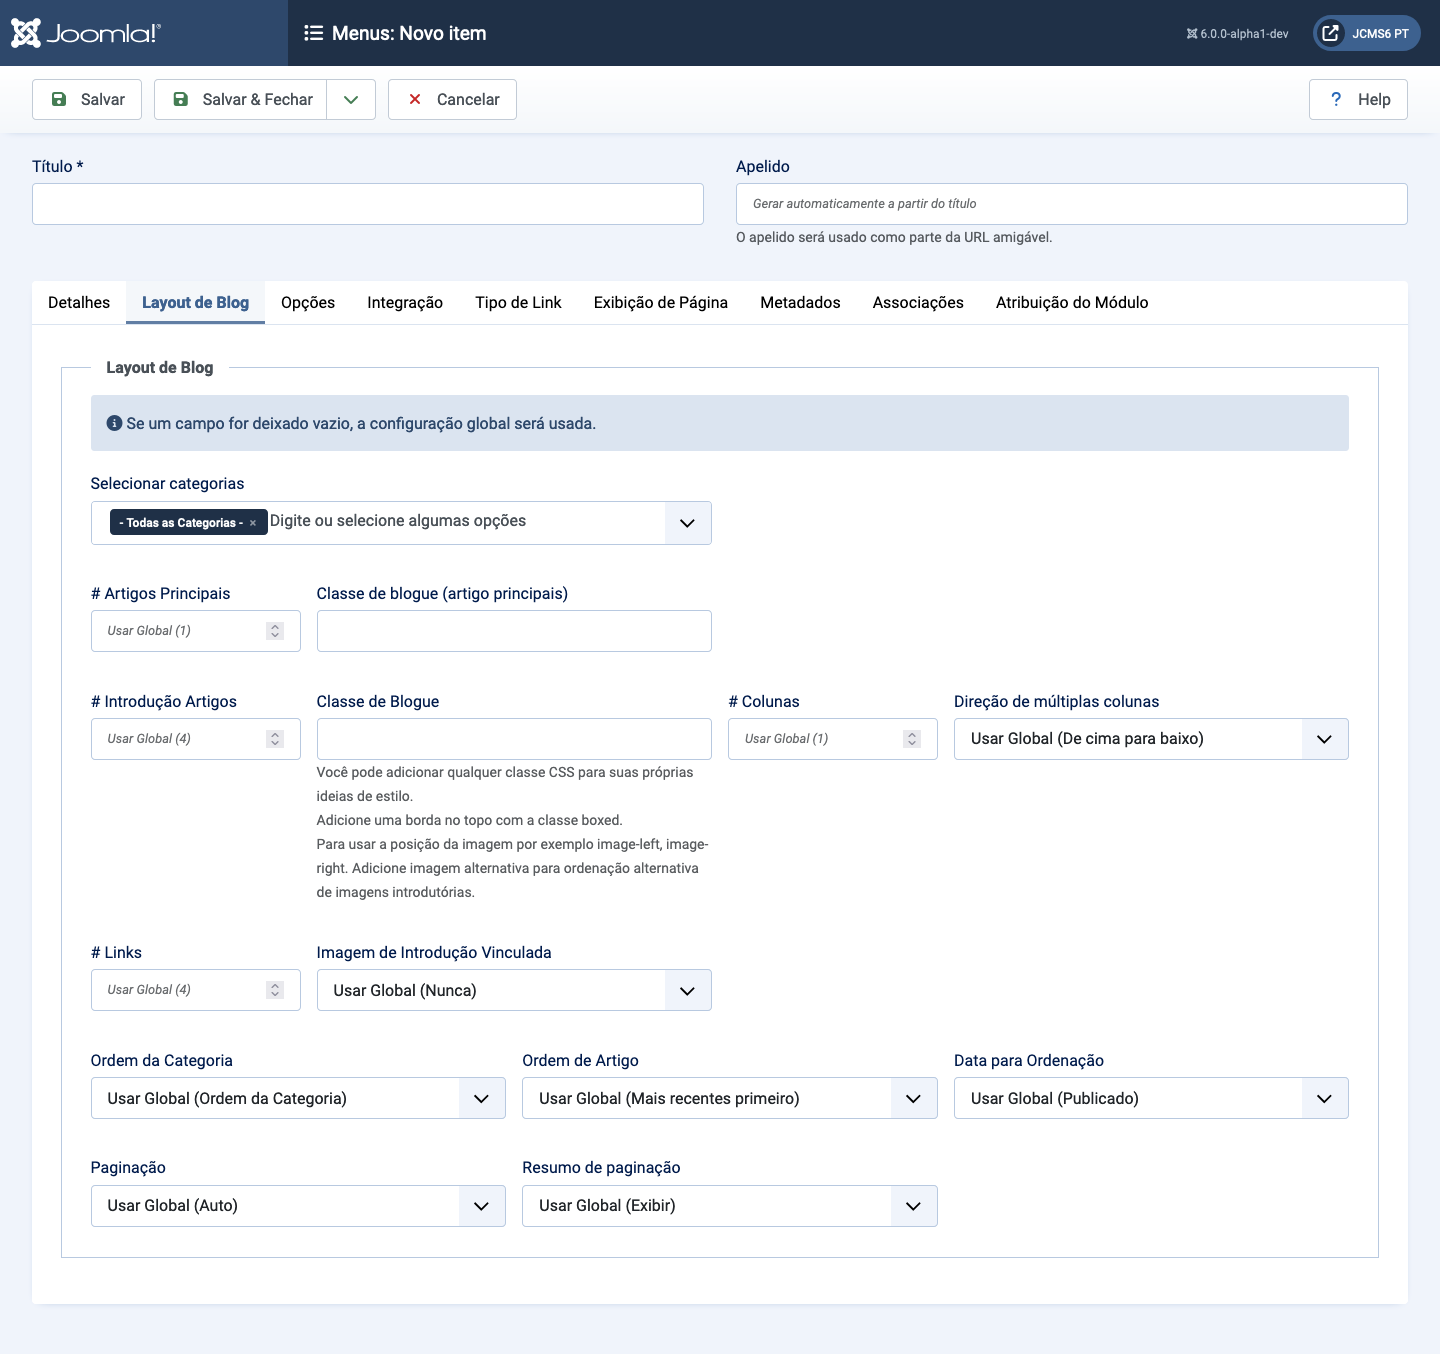 Joomla!®
Menus: Novo item
6.0.0-alpha1-dev
JCMS6 PT
Salvar
Salvar & Fechar
Cancelar
? Help
Título *
Apelido
Gerar automaticamente a partir do título
O apelido será usado como parte da URL amigável.
Detalhes
Layout de Blog
Opções
Integração
Tipo de Link
Exibição de Página
Metadados
Associações
Atribuição do Módulo
Layout de Blog
Se um campo for deixado vazio, a configuração global será usada.
Selecionar categorias
- Todas as Categorias - × Digite ou selecione algumas opções
# Artigos Principais
Classe de blogue (artigo principais)
Usar Global (1)
# Introdução Artigos
Classe de Blogue
# Colunas
Direção de múltiplas colunas
Usar Global (4)
Usar Global (1)
Usar Global (De cima para baixo)
Você pode adicionar qualquer classe CSS para suas próprias
ideias de estilo.
Adicione uma borda no topo com a classe boxed.
Para usar a posição da imagem por exemplo image-left, image-
right. Adicione imagem alternativa para ordenação alternativa
de imagens introdutórias.
# Links
Imagem de Introdução Vinculada
Usar Global (4)
Usar Global (Nunca)
Ordem da Categoria
Ordem de Artigo
Data para Ordenação
Usar Global (Ordem da Categoria)
Usar Global (Mais recentes primeiro)
Usar Global (Publicado)
Paginação
Resumo de paginação
Usar Global (Auto)
Usar Global (Exibir)